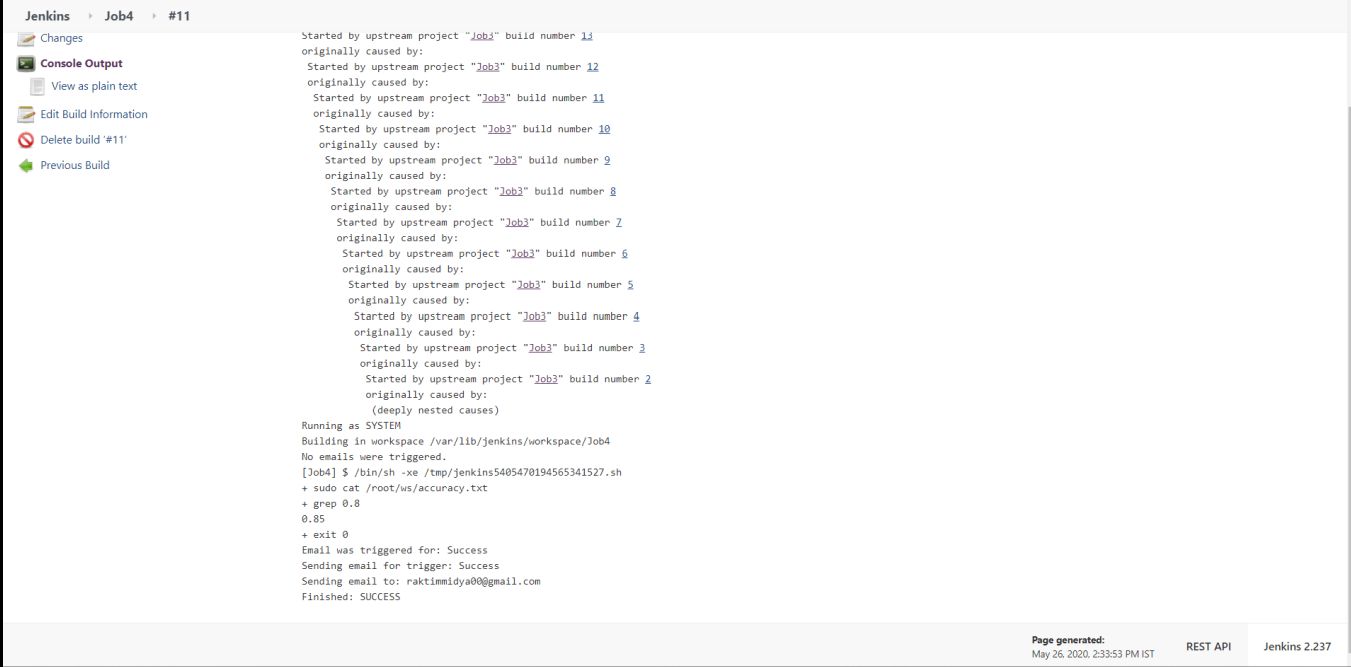 Jenkins › Job4 › #11
Changes
Console Output
View as plain text
Edit Build Information
Delete build '#11'
Previous Build
Started by upstream project "Job3" build number 13
originally caused by:
Started by upstream project "Job3" build number 12
originally caused by:
Started by upstream project "Job3" build number 11
originally caused by:
Started by upstream project "Job3" build number 10
originally caused by:
Started by upstream project "Job3" build number 9
originally caused by:
Started by upstream project "Job3" build number 8
originally caused by:
Started by upstream project "Job3" build number 7
originally caused by:
Started by upstream project "Job3" build number 6
originally caused by:
Started by upstream project "Job3" build number 5
originally caused by:
Started by upstream project "Job3" build number 4
originally caused by:
Started by upstream project "Job3" build number 3
originally caused by:
Started by upstream project "Job3" build number 2
originally caused by:
(deeply nested causes)
Running as SYSTEM
Building in workspace /var/lib/jenkins/workspace/Job4
No emails were triggered.
[Job4] $ /bin/sh -xe /tmp/jenkins5405470194565341527.sh
+ sudo cat /root/ws/accuracy.txt
+ grep 0.8
0.85
+ exit 0
Email was triggered for: Success
Sending email for trigger: Success
Sending email to: raktimmidya00@gmail.com
Finished: SUCCESS
Page generated:
May 26, 2020, 2:33:53 PM IST
REST API
Jenkins 2.237